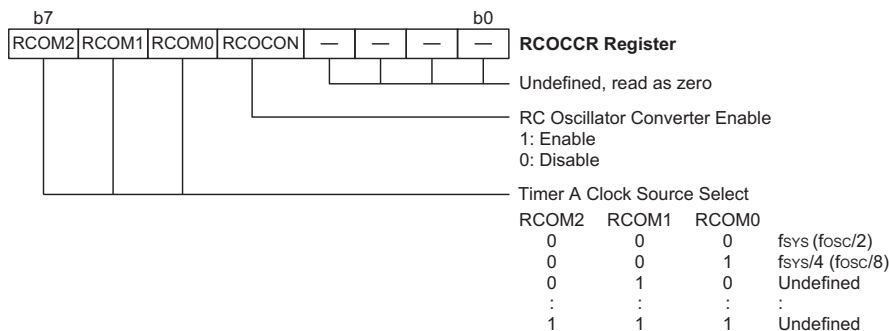 b7 b0
RCOM2 RCOM1 RCOM0 RCOCON — — — — RCOCCR Register
Undefined, read as zero
RC Oscillator Converter Enable
1: Enable
0: Disable
Timer A Clock Source Select
RCOM2 RCOM1 RCOM0
0 0 0 fSYS (fOSC/2)
0 0 1 fSYS/4 (fOSC/8)
0 1 0 Undefined
: : : :
1 1 1 Undefined